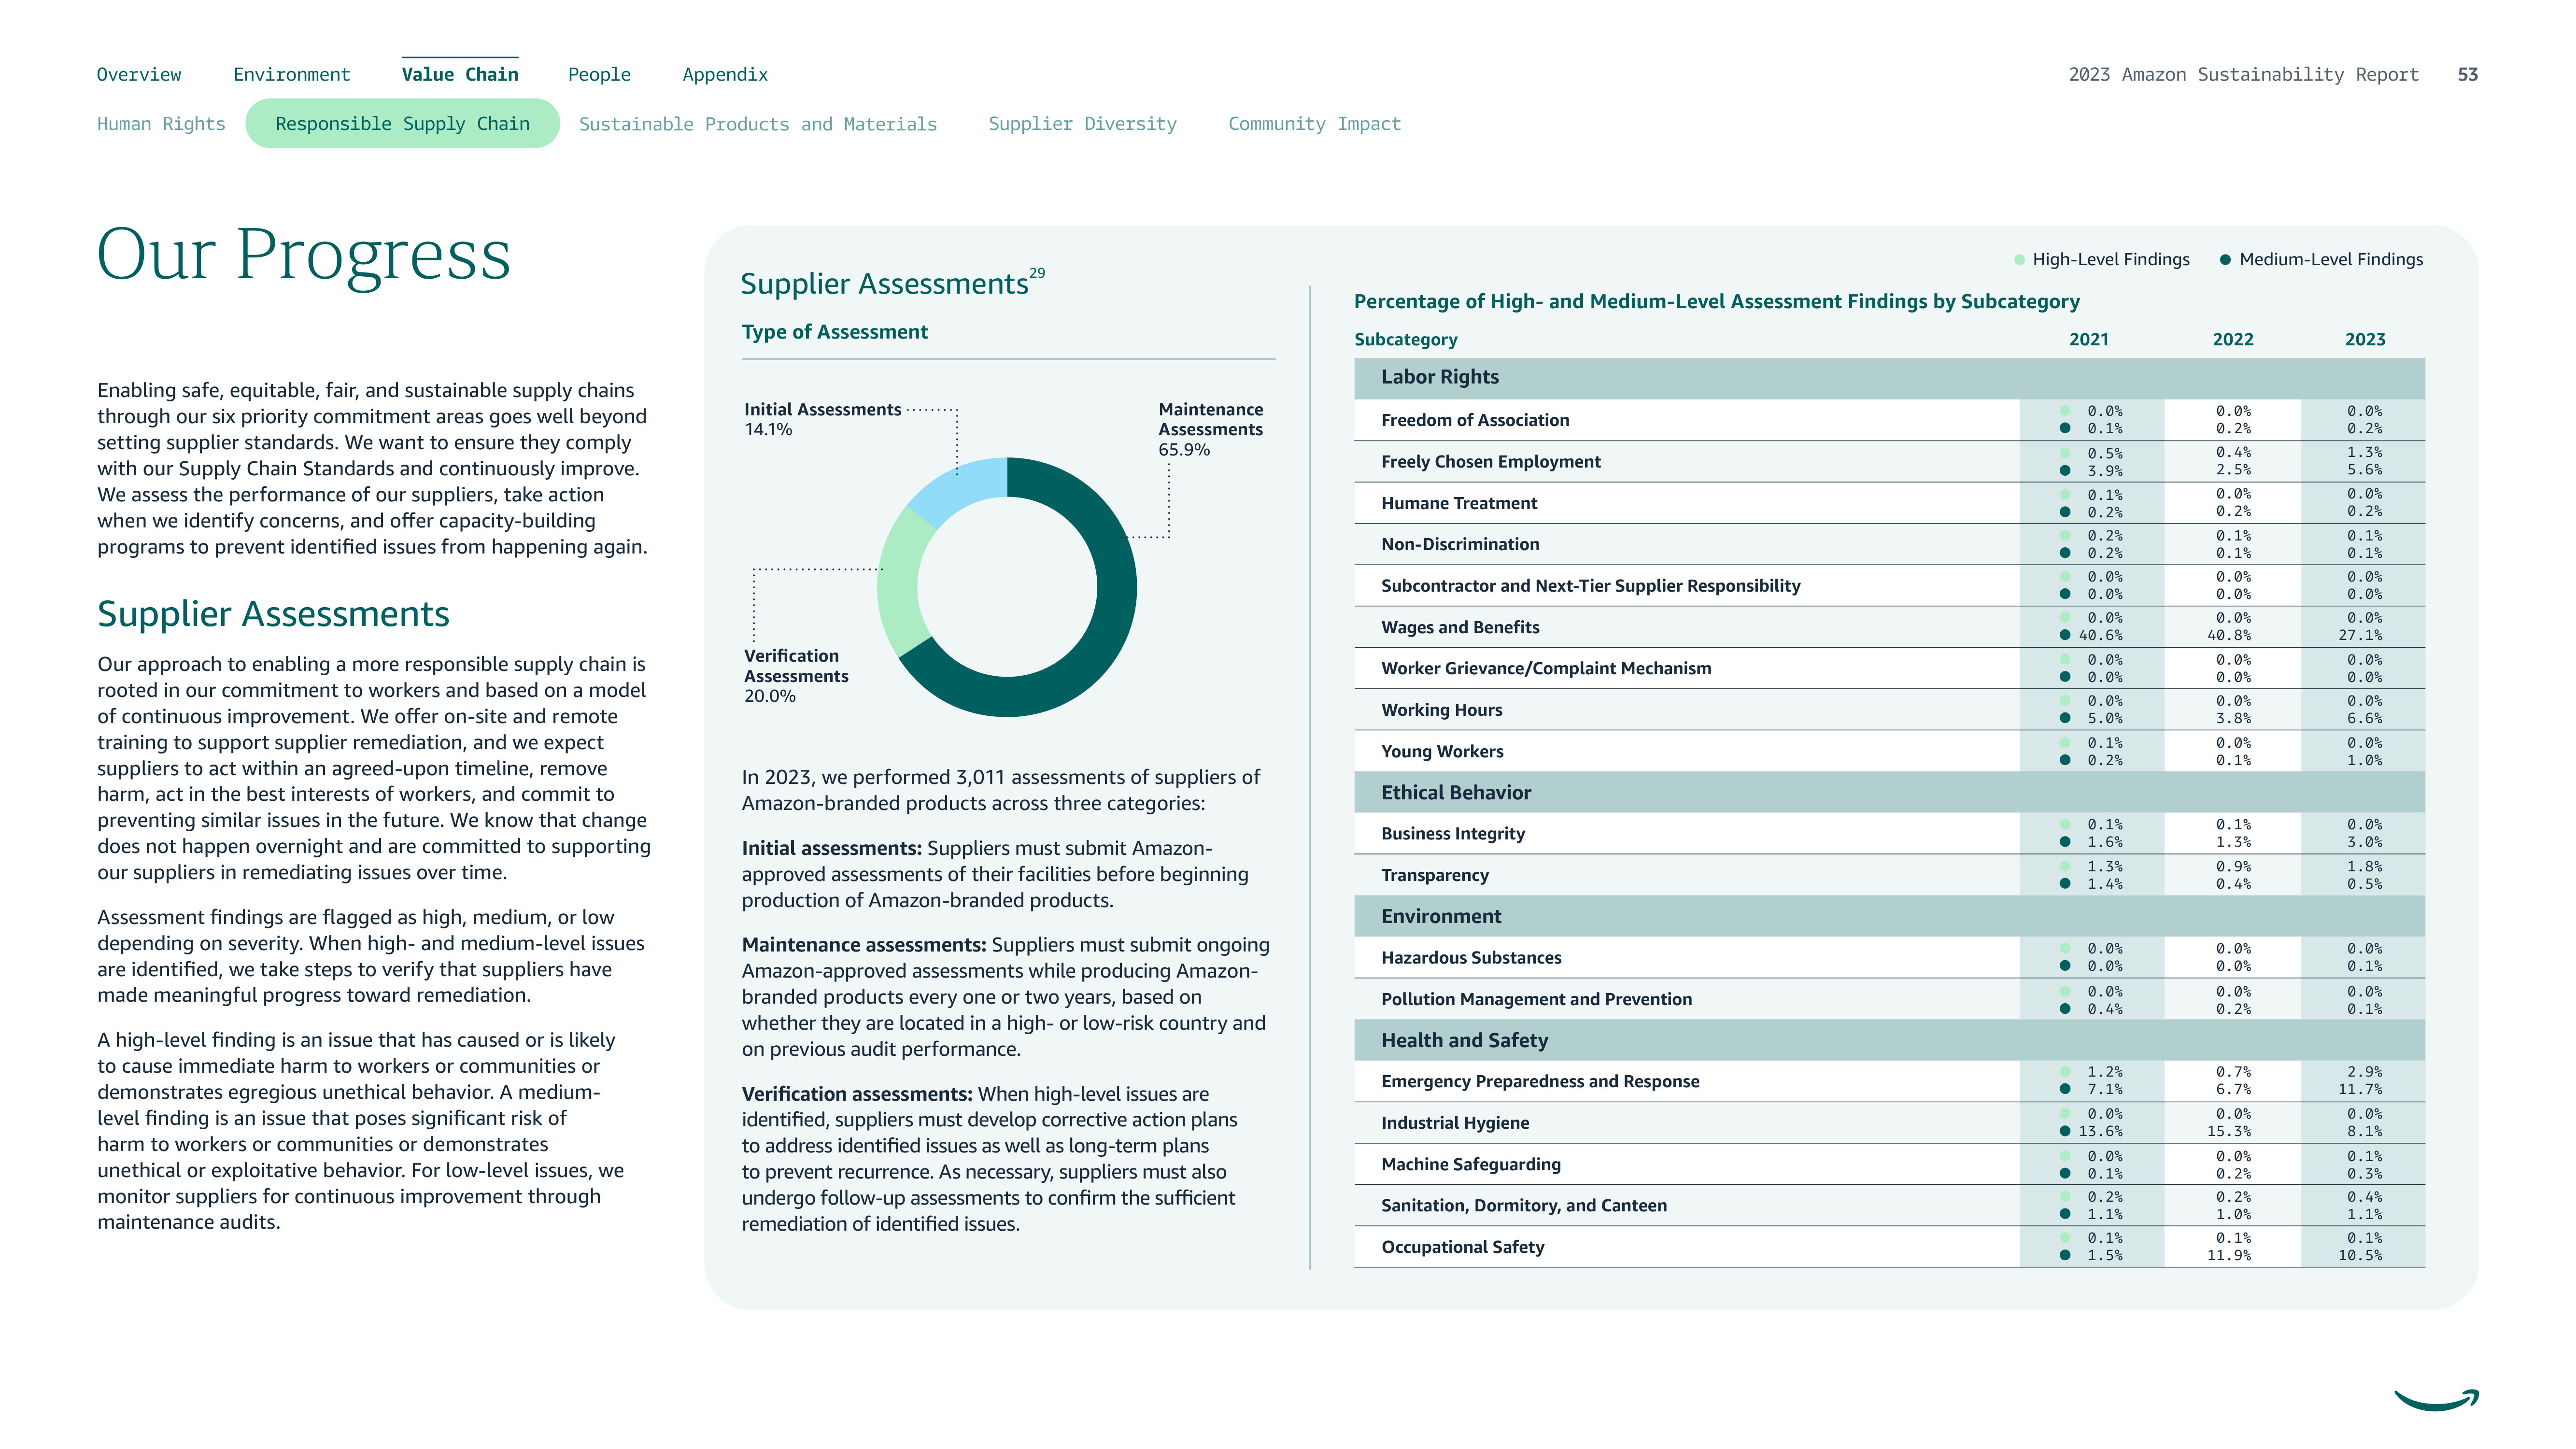 Overview Environment Value Chain People Appendix 2023 Amazon Sustainability Report 53
Human Rights Responsible Supply Chain Sustainable Products and Materials Supplier Diversity Community Impact
Our Progress
Enabling safe, equitable, fair, and sustainable supply chains
through our six priority commitment areas goes well beyond
setting supplier standards. We want to ensure they comply
with our Supply Chain Standards and continuously improve.
We assess the performance of our suppliers, take action
when we identify concerns, and offer capacity-building
programs to prevent identified issues from happening again.
Supplier Assessments
Our approach to enabling a more responsible supply chain is
rooted in our commitment to workers and based on a model
of continuous improvement. We offer on-site and remote
training to support supplier remediation, and we expect
suppliers to act within an agreed-upon timeline, remove
harm, act in the best interests of workers, and commit to
preventing similar issues in the future. We know that change
does not happen overnight and are committed to supporting
our suppliers in remediating issues over time.
Assessment findings are flagged as high, medium, or low
depending on severity. When high- and medium-level issues
are identified, we take steps to verify that suppliers have
made meaningful progress toward remediation.
A high-level finding is an issue that has caused or is likely
to cause immediate harm to workers or communities or
demonstrates egregious unethical behavior. A medium-
level finding is an issue that poses significant risk of
harm to workers or communities or demonstrates
unethical or exploitative behavior. For low-level issues, we
monitor suppliers for continuous improvement through
maintenance audits.
Supplier Assessments29
Type of Assessment
Initial Assessments
14.1%
Maintenance
Assessments
65.9%
Verification
Assessments
20.0%
In 2023, we performed 3,011 assessments of suppliers of
Amazon-branded products across three categories:
Initial assessments: Suppliers must submit Amazon-
approved assessments of their facilities before beginning
production of Amazon-branded products.
Maintenance assessments: Suppliers must submit ongoing
Amazon-approved assessments while producing Amazon-
branded products every one or two years, based on
whether they are located in a high- or low-risk country and
on previous audit performance.
Verification assessments: When high-level issues are
identified, suppliers must develop corrective action plans
to address identified issues as well as long-term plans
to prevent recurrence. As necessary, suppliers must also
undergo follow-up assessments to confirm the sufficient
remediation of identified issues.
High-Level Findings Medium-Level Findings
Percentage of High- and Medium-Level Assessment Findings by Subcategory
Subcategory 2021 2022 2023
Labor Rights
Freedom of Association
0.0% 0.0% 0.0%
0.1% 0.2% 0.2%
Freely Chosen Employment
0.5% 0.4% 1.3%
3.9% 2.5% 5.6%
Humane Treatment
0.1% 0.0% 0.0%
0.2% 0.2% 0.2%
Non-Discrimination
0.2% 0.1% 0.1%
0.2% 0.1% 0.1%
Subcontractor and Next-Tier Supplier Responsibility
0.0% 0.0% 0.0%
0.0% 0.0% 0.0%
Wages and Benefits
0.0% 0.0% 0.0%
40.6% 40.8% 27.1%
Worker Grievance/Complaint Mechanism
0.0% 0.0% 0.0%
0.0% 0.0% 0.0%
Working Hours
0.0% 0.0% 0.0%
5.0% 3.8% 6.6%
Young Workers
0.1% 0.0% 0.0%
0.2% 0.1% 1.0%
Ethical Behavior
Business Integrity
0.1% 0.1% 0.0%
1.6% 1.3% 3.0%
Transparency
1.3% 0.9% 1.8%
1.4% 0.4% 0.5%
Environment
Hazardous Substances
0.0% 0.0% 0.0%
0.0% 0.0% 0.1%
Pollution Management and Prevention
0.0% 0.0% 0.0%
0.4% 0.2% 0.1%
Health and Safety
Emergency Preparedness and Response
1.2% 0.7% 2.9%
7.1% 6.7% 11.7%
Industrial Hygiene
0.0% 0.0% 0.0%
13.6% 15.3% 8.1%
Machine Safeguarding
0.0% 0.0% 0.1%
0.1% 0.2% 0.3%
Sanitation, Dormitory, and Canteen
0.2% 0.2% 0.4%
1.1% 1.0% 1.1%
Occupational Safety
0.1% 0.1% 0.1%
1.5% 11.9% 10.5%